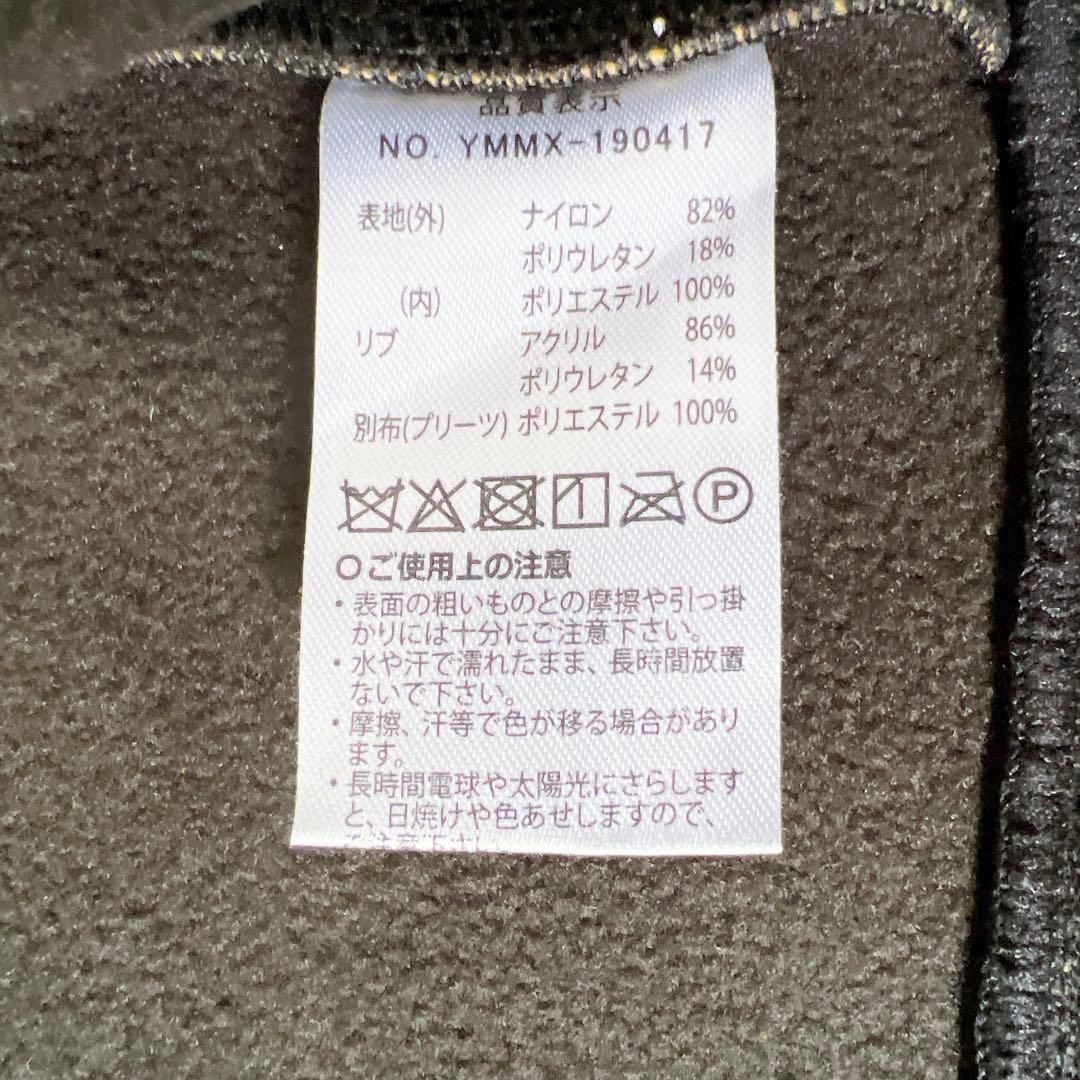 品質表示
NO. YMMX-190417
表地(外) ナイロン 82%
ポリウレタン 18%
(内) ポリエステル 100%
リブ アクリル 86%
ポリウレタン 14%
別布(プリーツ) ポリエステル 100%
P
○ご使用上の注意
・表面の粗いものとの摩擦や引っ掛
かりには十分にご注意下さい。
・水や汗で濡れたまま、長時間放置
ないで下さい。
・摩擦、汗等で色が移る場合があり
ます。
・長時間電球や太陽光にさらします
と、日焼けや色あせしますので、
ご注意下さい。